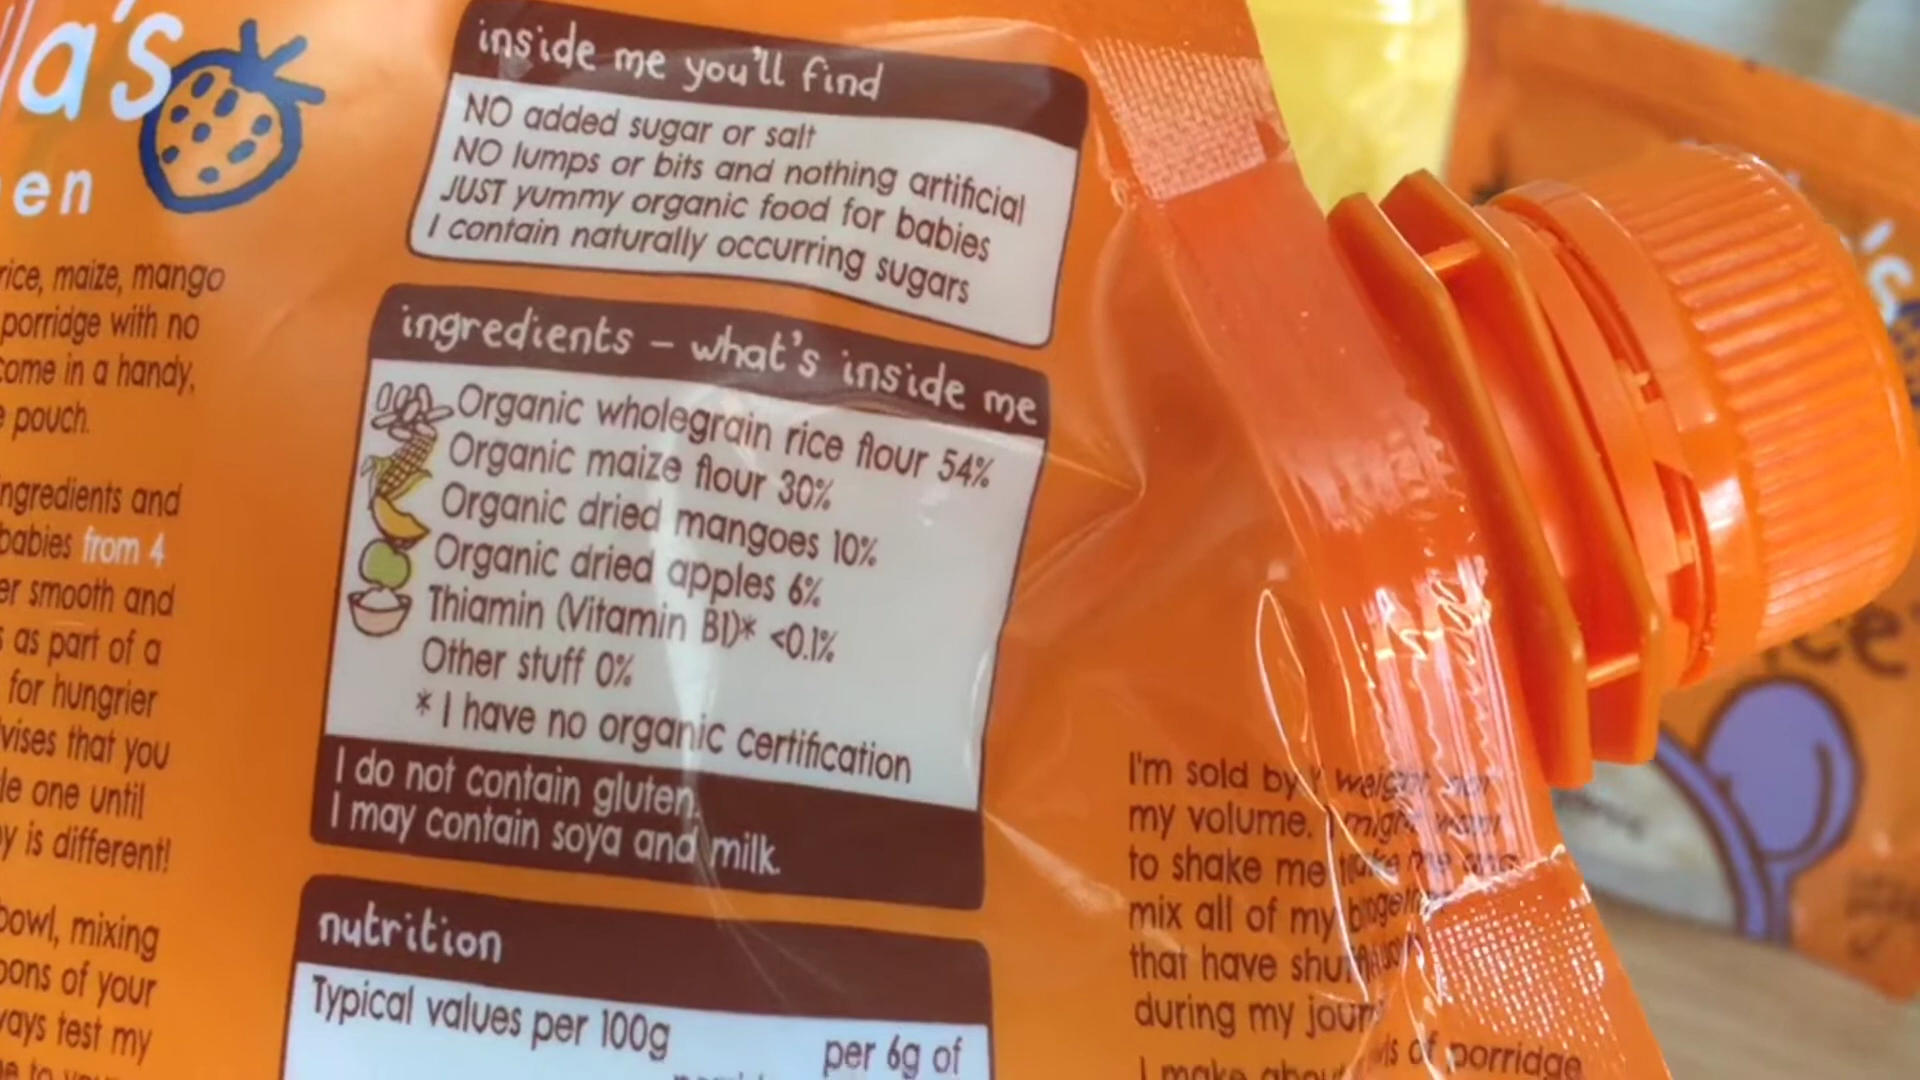 lla's
en
rice, maize, mango
porridge with no
come in a handy,
pouch.
ingredients and
babies from 4
er smooth and
as part of a
for hungrier
vises that you
le one until
y is different!
bowl, mixing
ons of your
ways test my
inside me you'll find
NO added sugar or salt
NO lumps or bits and nothing artificial
JUST yummy organic food for babies
I contain naturally occurring sugars
ingredients – what's inside me
Organic wholegrain rice flour 54%
Organic maize flour 30%
Organic dried mangoes 10%
Organic dried apples 6%
Thiamin (Vitamin B1)* <0.1%
Other stuff 0%
* I have no organic certification
I do not contain gluten.
I may contain soya and milk.
nutrition
Typical values per 100g
per 6g of
I'm sold by weight not
my volume. I might want
to shake me
mix all of my
that have
during my
I make about
of porridge
's